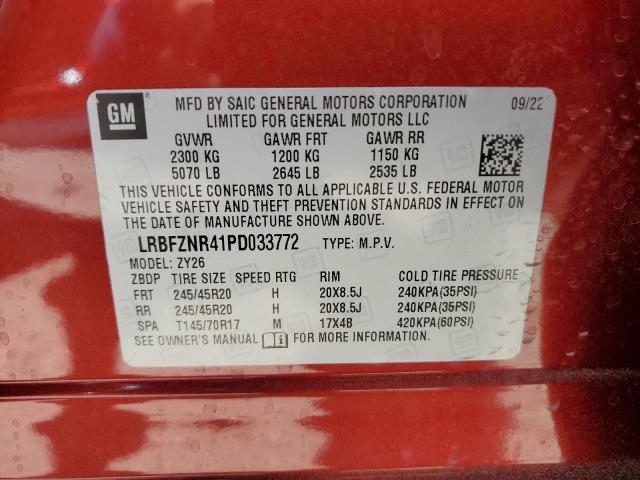 GM
MFD BY SAIC GENERAL MOTORS CORPORATION 09/22
LIMITED FOR GENERAL MOTORS LLC
GVWR GAWR FRT GAWR RR
2300 KG 1200 KG 1150 KG
5070 LB 2645 LB 2535 LB
THIS VEHICLE CONFORMS TO ALL APPLICABLE U.S. FEDERAL MOTOR
VEHICLE SAFETY AND THEFT PREVENTION STANDARDS IN EFFECT ON
THE DATE OF MANUFACTURE SHOWN ABOVE.
LRBFZNR41PD033772 TYPE: M.P.V.
MODEL: ZY26
ZBDP TIRE SIZE SPEED RTG RIM COLD TIRE PRESSURE
FRT 245/45R20 H 20X8.5J 240KPA(35PSI)
RR 245/45R20 H 20X8.5J 240KPA(35PSI)
SPA T145/70R17 M 17X4B 420KPA(60PSI)
SEE OWNER'S MANUAL FOR MORE INFORMATION